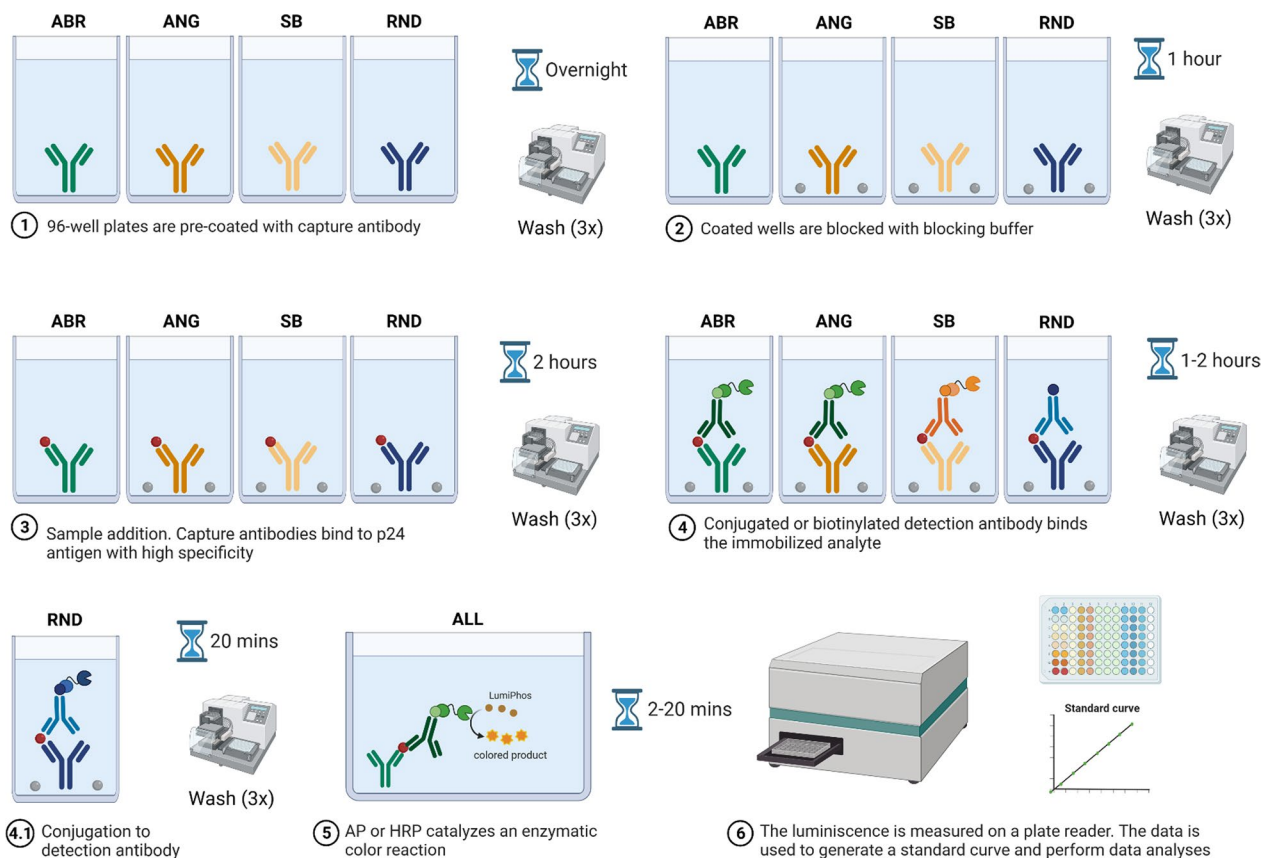 ABR ANG SB RND
Overnight
Wash (3x)
1 96-well plates are pre-coated with capture antibody
ABR ANG SB RND
1 hour
Wash (3x)
2 Coated wells are blocked with blocking buffer
ABR ANG SB RND
2 hours
Wash (3x)
3 Sample addition. Capture antibodies bind to p24
antigen with high specificity
ABR ANG SB RND
1-2 hours
Wash (3x)
4 Conjugated or biotinylated detection antibody binds
the immobilized analyte
RND
20 mins
Wash (3x)
4.1 Conjugation to
detection antibody
ALL
LumiPhos
colored product
2-20 mins
5 AP or HRP catalyzes an enzymatic
color reaction
Standard curve
6 The luminiscence is measured on a plate reader. The data is
used to generate a standard curve and perform data analyses